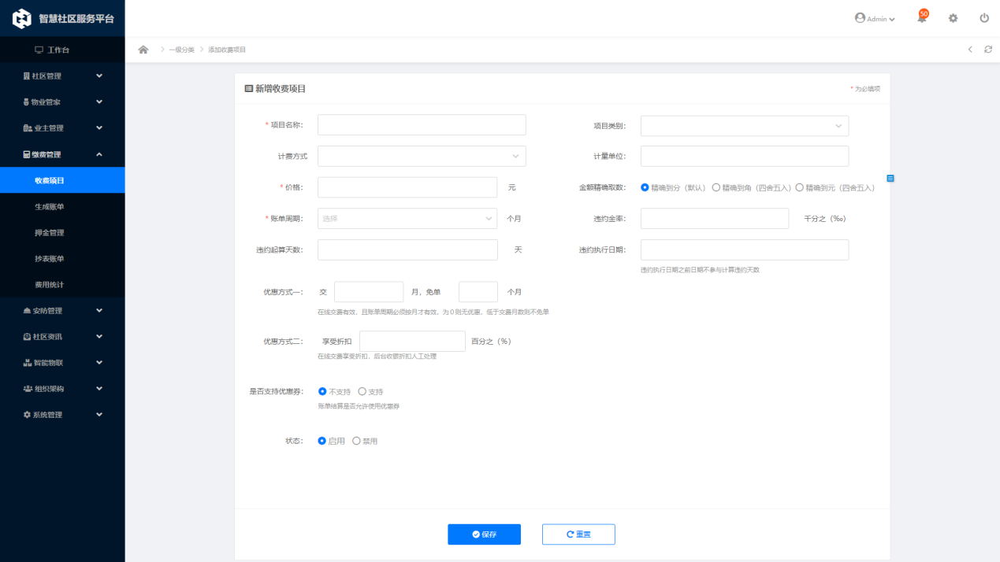 智慧社区服务平台
Admin
50
工作台
一级分类
添加收费项目
社区管理
物业管家
业主管理
缴费管理
收费项目
生成账单
押金管理
抄表账单
费用统计
安防管理
社区资讯
智能物联
组织架构
系统管理
新增收费项目
* 为必填项
* 项目名称：
项目类别：
计费方式
计量单位：
* 价格： 元
金额精确取数： 精确到分（默认） 精确到角（四舍五入） 精确到元（四舍五入）
* 账单周期： 选择 个月
违约金率： 千分之（‰）
违约起算天数： 天
违约执行日期：
违约执行日期之前日期不参与计算违约天数
优惠方式一： 交 月，免单 个月
在线交费有效，且账单周期必须按月才有效，为０则无优惠，低于交费月数则不免单
优惠方式二： 享受折扣 百分之（%）
在线交费享受折扣，后台收据折扣人工处理
是否支持优惠券： 不支持 支持
账单结算是否允许使用优惠券
状态： 启用 禁用
保存
重置